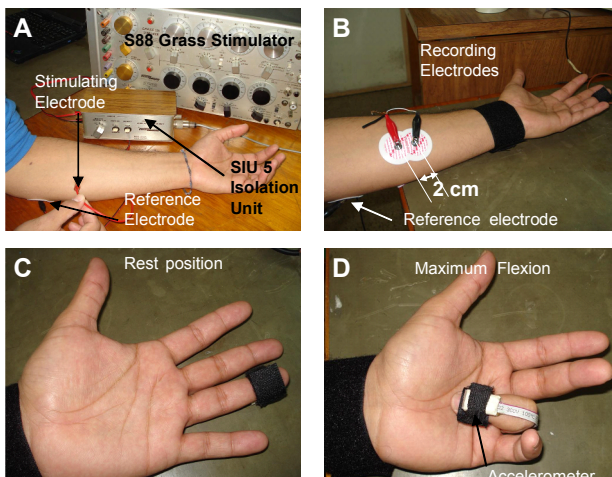 A
S88 Grass Stimulator
Stimulating
Electrode
SIU 5
Isolation
Unit
Reference
Electrode
B
Recording
Electrodes
2 cm
Reference electrode
C
Rest position
D
Maximum Flexion
Accelerometer